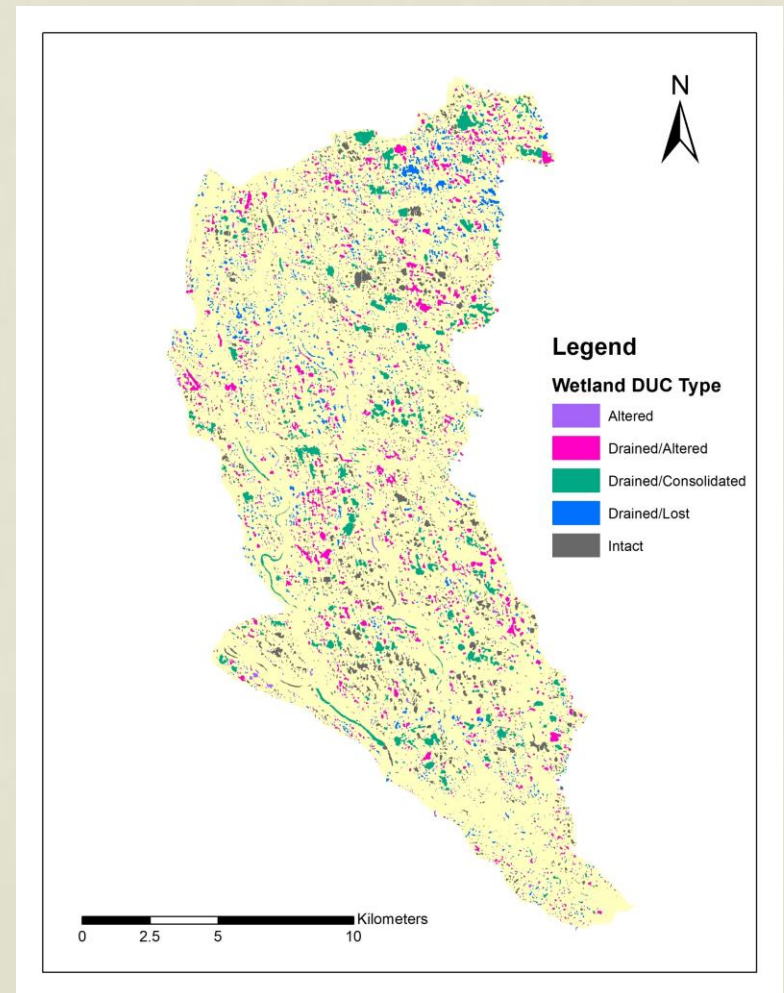 N
Legend
Wetland DUC Type
Altered
Drained/Altered
Drained/Consolidated
Drained/Lost
Intact
Kilometers
0 2.5 5 10